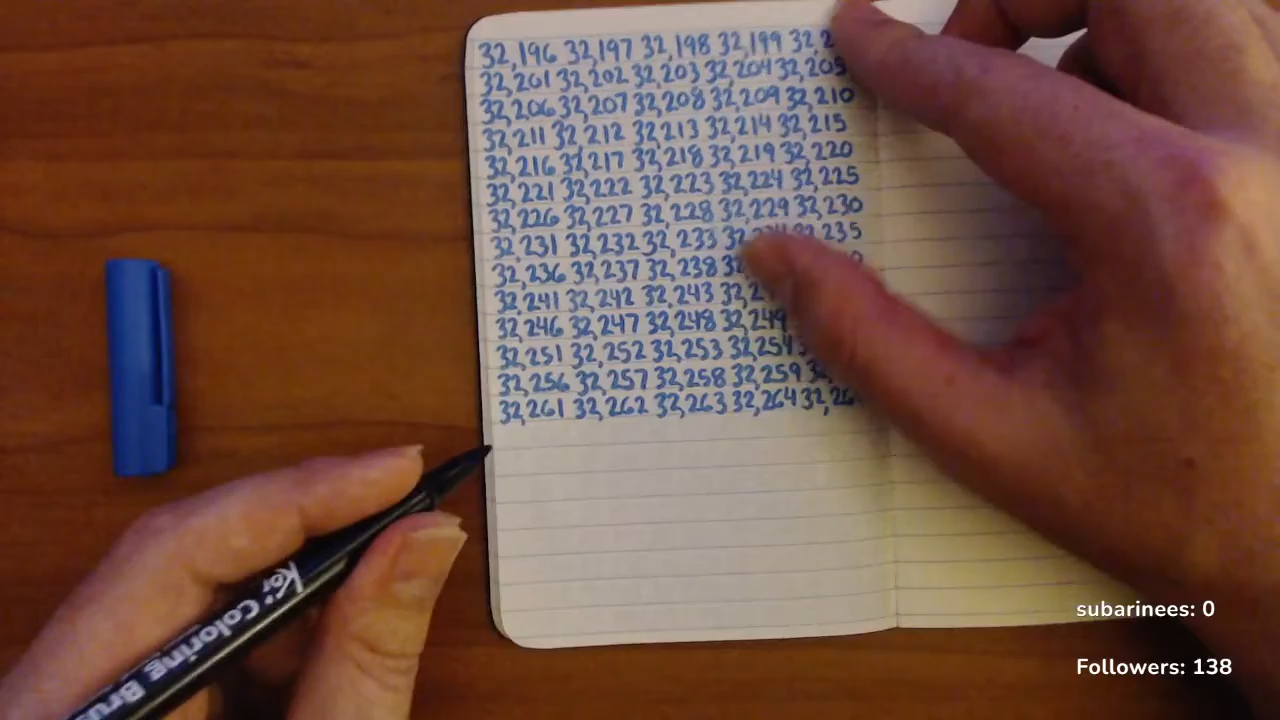 32,196 32,197 32,198 32,199
32,201 32,202 32,203 32,204 32,205
32,206 32,207 32,208 32,209 32,210
32,211 32,212 32,213 32,214 32,215
32,216 32,217 32,218 32,219 32,220
32,221 32,222 32,223 32,224 32,225
32,226 32,227 32,228 32,229 32,230
32,231 32,232 32,233 32,234 32,235
32,236 32,237 32,238
32,241 32,242 32,243
32,246 32,247 32,248 32,249
32,251 32,252 32,253 32,254
32,256 32,257 32,258 32,259
32,261 32,262 32,263 32,264
Koi Coloring
subarinees: 0
Followers: 138